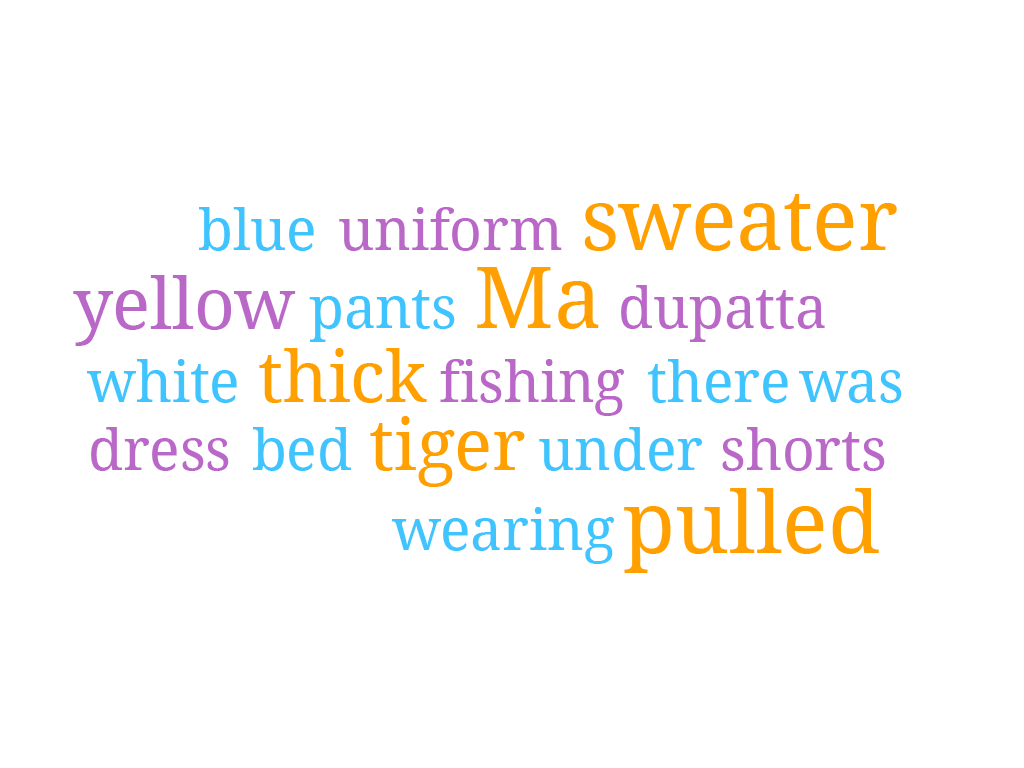 blue uniform sweater
yellow pants Ma dupatta
white thick fishing there was
dress bed tiger under shorts
wearing pulled